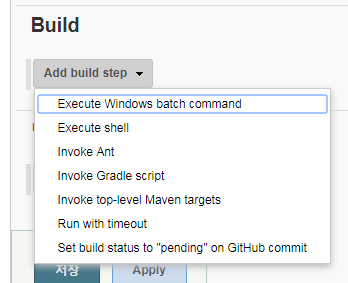 Build
Add build step
Execute Windows batch command
Execute shell
Invoke Ant
Invoke Gradle script
Invoke top-level Maven targets
Run with timeout
Set build status to "pending" on GitHub commit
저장 Apply